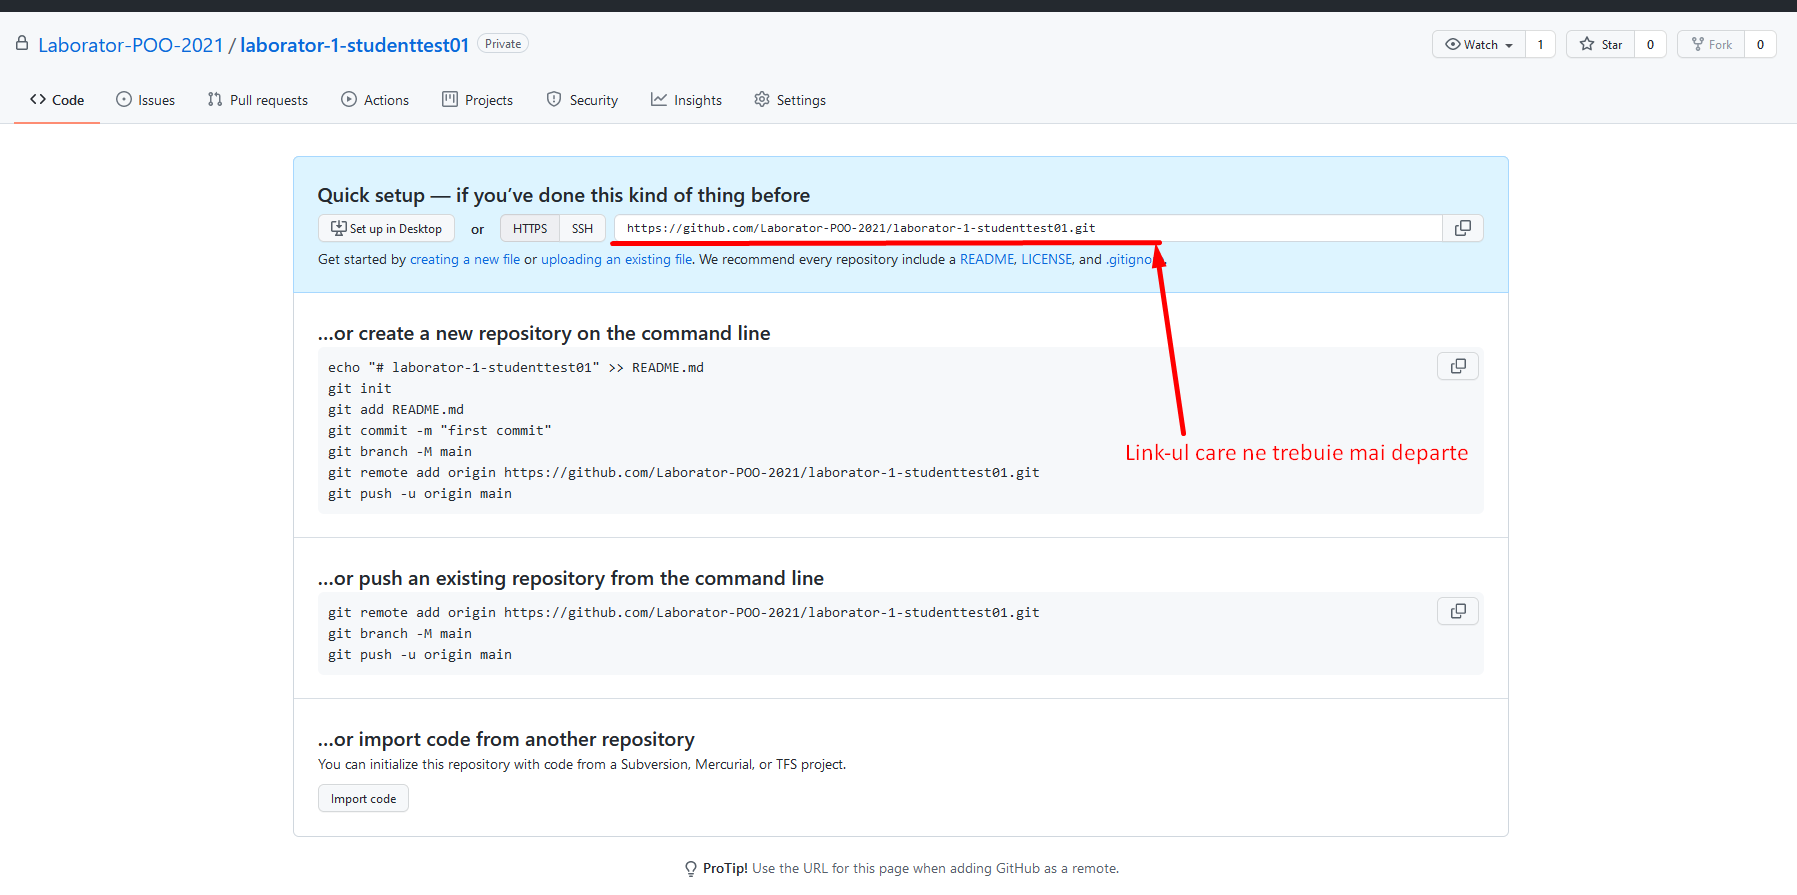 Laborator-POO-2021 / laborator-1-studenttest01 Private
Watch 1 Star 0 Fork 0
Code Issues Pull requests Actions Projects Security Insights Settings
Quick setup — if you’ve done this kind of thing before
Set up in Desktop or HTTPS SSH https://github.com/Laborator-POO-2021/laborator-1-studenttest01.git
Get started by creating a new file or uploading an existing file. We recommend every repository include a README, LICENSE, and .gitigno
...or create a new repository on the command line
echo "# laborator-1-studenttest01" >> README.md
git init
git add README.md
git commit -m "first commit"
git branch -M main
git remote add origin https://github.com/Laborator-POO-2021/laborator-1-studenttest01.git
git push -u origin main
Link-ul care ne trebuie mai departe
...or push an existing repository from the command line
git remote add origin https://github.com/Laborator-POO-2021/laborator-1-studenttest01.git
git branch -M main
git push -u origin main
...or import code from another repository
You can initialize this repository with code from a Subversion, Mercurial, or TFS project.
Import code
ProTip! Use the URL for this page when adding GitHub as a remote.